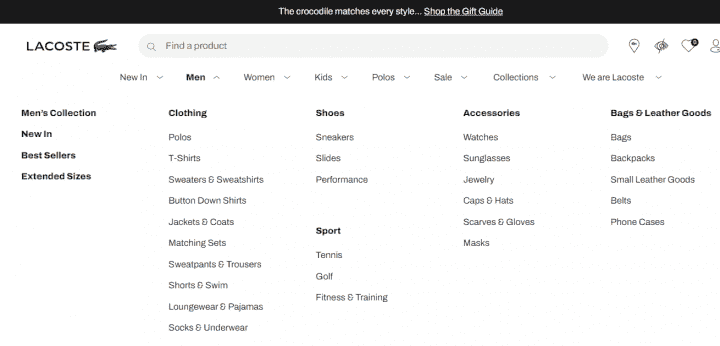 The crocodile matches every style... Shop the Gift Guide
LACOSTE
Find a product
0
New In
Men
Women
Kids
Polos
Sale
Collections
We are Lacoste
Men's Collection
New In
Best Sellers
Extended Sizes
Clothing
Polos
T-Shirts
Sweaters & Sweatshirts
Button Down Shirts
Jackets & Coats
Matching Sets
Sweatpants & Trousers
Shorts & Swim
Loungewear & Pajamas
Socks & Underwear
Shoes
Sneakers
Slides
Performance
Sport
Tennis
Golf
Fitness & Training
Accessories
Watches
Sunglasses
Jewelry
Caps & Hats
Scarves & Gloves
Masks
Bags & Leather Goods
Bags
Backpacks
Small Leather Goods
Belts
Phone Cases